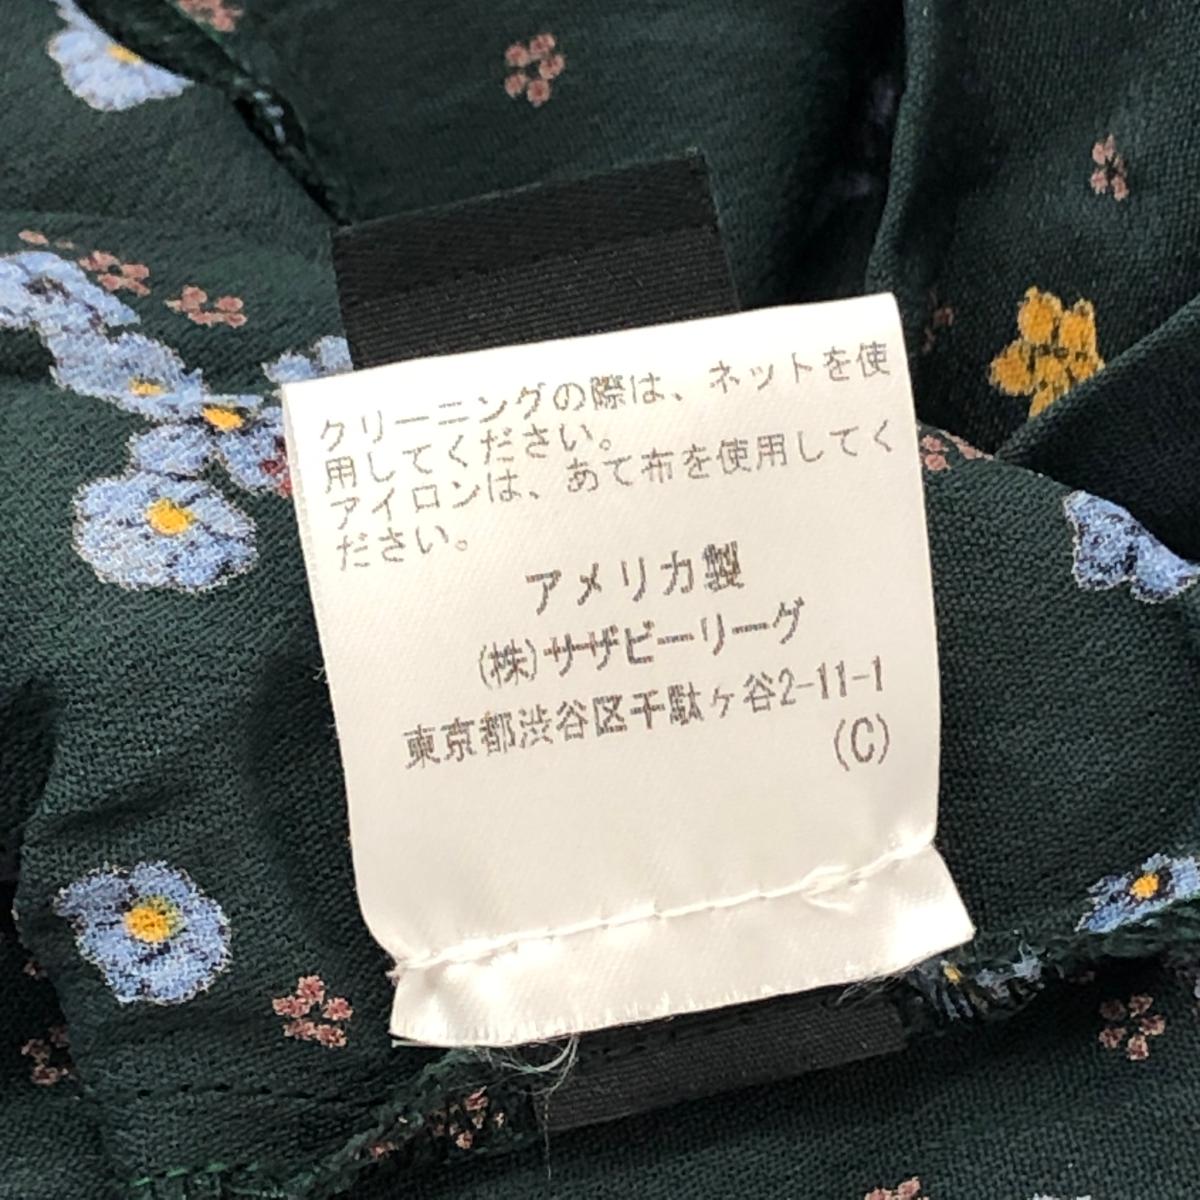 クリーニングの際は、ネットを使
用してください。
アイロンは、あて布を使用してく
ださい。
アメリカ製
(株)サザビーリーグ
東京都渋谷区千駄ヶ谷2-11-1
(C)